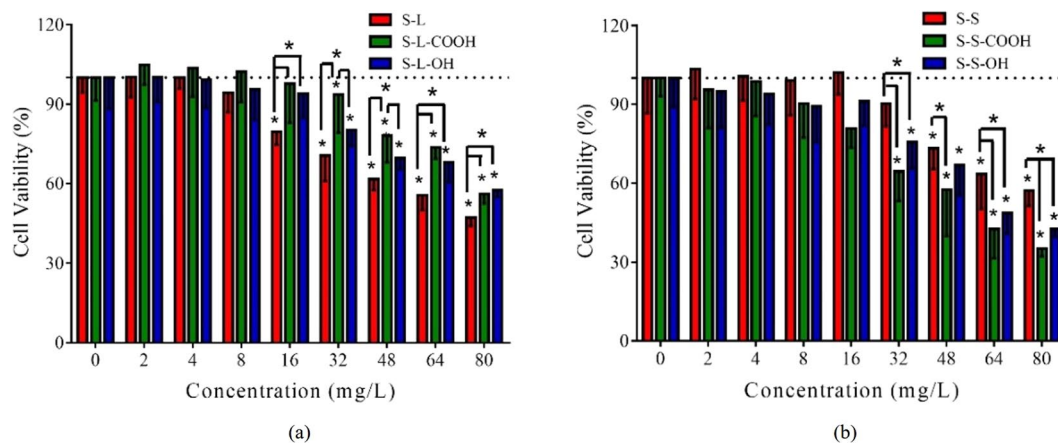 120
90
60
30
0
Cell Vaibility (%)
S-L
S-L-COOH
S-L-OH
* * * * * * * * * * * * * * * * * *
0 2 4 8 16 32 48 64 80
Concentration (mg/L)
(a)
120
90
60
30
0
Cell Vaibility (%)
S-S
S-S-COOH
S-S-OH
* * * * * * * * * * * * * * *
0 2 4 8 16 32 48 64 80
Concentration (mg/L)
(b)